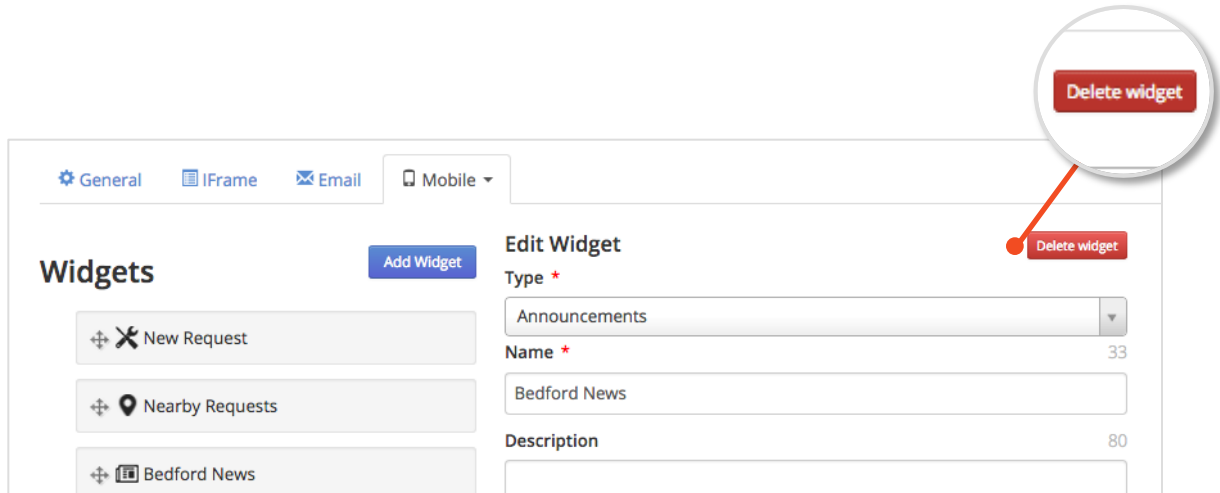 Delete widget
General IFrame Email Mobile
Widgets
Add Widget
New Request
Nearby Requests
Bedford News
Edit Widget
Delete widget
Type *
Announcements
Name * 33
Bedford News
Description 80